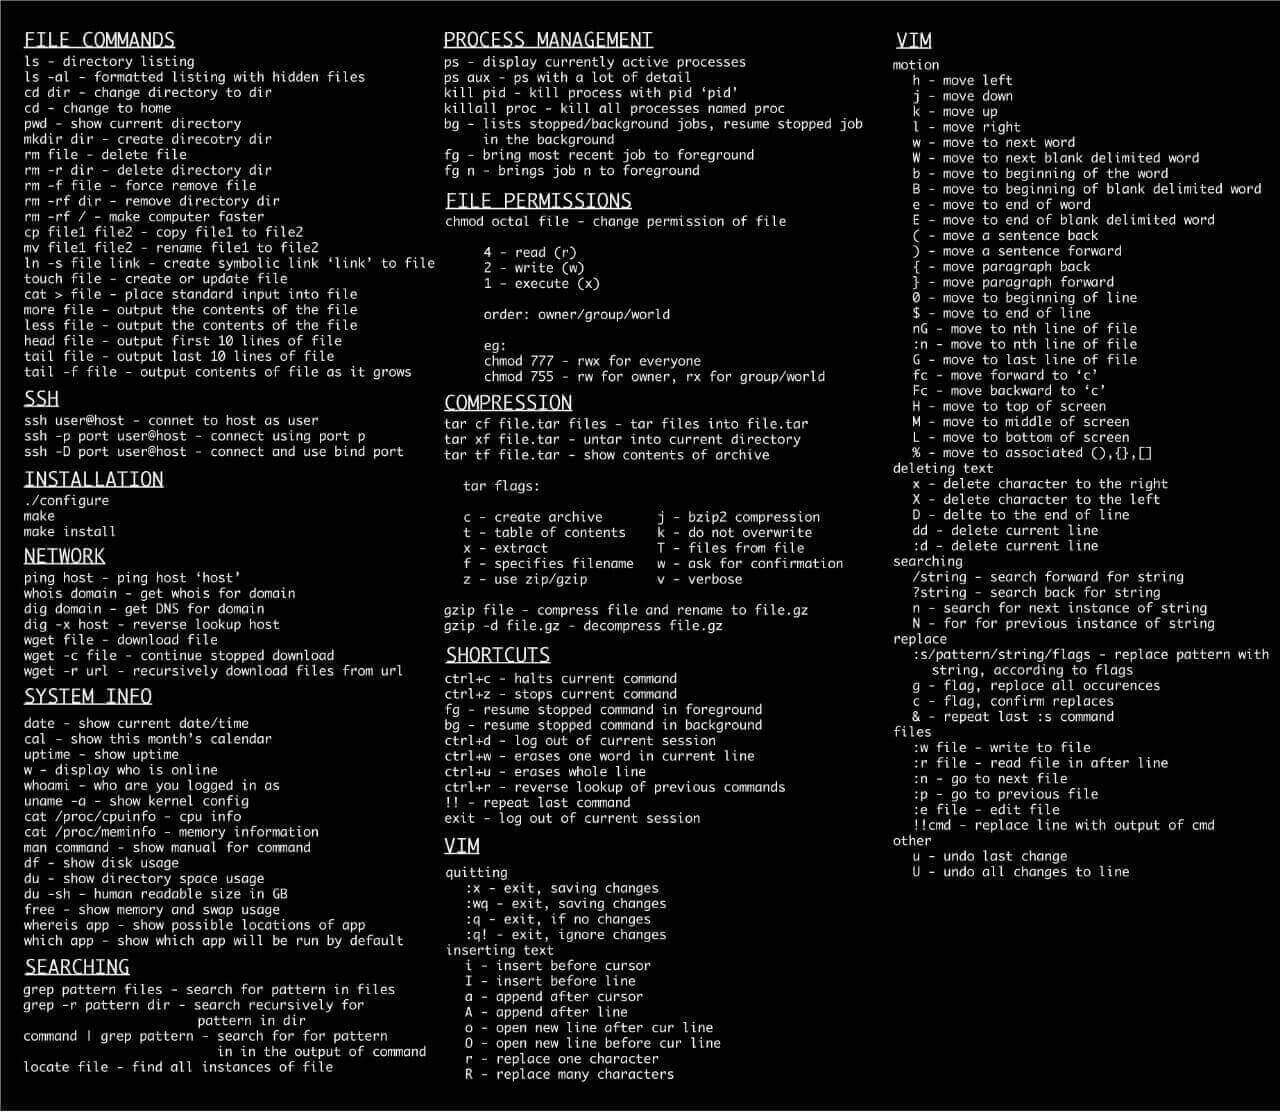 FILE COMMANDS
ls - directory listing
ls -al - formatted listing with hidden files
cd dir - change directory to dir
cd - change to home
pwd - show current directory
mkdir dir - create direcotry dir
rm file - delete file
rm -r dir - delete directory dir
rm -f file - force remove file
rm -rf dir - remove directory dir
rm -rf / - make computer faster
cp file1 file2 - copy file1 to file2
mv file1 file2 - rename file1 to file2
ln -s file link - create symbolic link ‘link’ to file
touch file - create or update file
cat > file - place standard input into file
more file - output the contents of the file
less file - output the contents of the file
head file - output first 10 lines of file
tail file - output last 10 lines of file
tail -f file - output contents of file as it grows
SSH
ssh user@host - connet to host as user
ssh -p port user@host - connect using port p
ssh -D port user@host - connect and use bind port
INSTALLATION
./configure
make
make install
NETWORK
ping host - ping host ‘host’
whois domain - get whois for domain
dig domain - get DNS for domain
dig -x host - reverse lookup host
wget file - download file
wget -c file - continue stopped download
wget -r url - recursively download files from url
SYSTEM INFO
date - show current date/time
cal - show this month’s calendar
uptime - show uptime
w - display who is online
whoami - who are you logged in as
uname -a - show kernel config
cat /proc/cpuinfo - cpu info
cat /proc/meminfo - memory information
man command - show manual for command
df - show disk usage
du - show directory space usage
du -sh - human readable size in GB
free - show memory and swap usage
whereis app - show possible locations of app
which app - show which app will be run by default
SEARCHING
grep pattern files - search for pattern in files
grep -r pattern dir - search recursively for
pattern in dir
command | grep pattern - search for for pattern
in in the output of command
locate file - find all instances of file
PROCESS MANAGEMENT
ps - display currently active processes
ps aux - ps with a lot of detail
kill pid - kill process with pid ‘pid’
killall proc - kill all processes named proc
bg - lists stopped/background jobs, resume stopped job
in the background
fg - bring most recent job to foreground
fg n - brings job n to foreground
FILE PERMISSIONS
chmod octal file - change permission of file
4 - read (r)
2 - write (w)
1 - execute (x)
order: owner/group/world
eg:
chmod 777 - rwx for everyone
chmod 755 - rw for owner, rx for group/world
COMPRESSION
tar cf file.tar files - tar files into file.tar
tar xf file.tar - untar into current directory
tar tf file.tar - show contents of archive
tar flags:
c - create archive j - bzip2 compression
t - table of contents k - do not overwrite
x - extract T - files from file
f - specifies filename w - ask for confirmation
z - use zip/gzip v - verbose
gzip file - compress file and rename to file.gz
gzip -d file.gz - decompress file.gz
SHORTCUTS
ctrl+c - halts current command
ctrl+z - stops current command
fg - resume stopped command in foreground
bg - resume stopped command in background
ctrl+d - log out of current session
ctrl+w - erases one word in current line
ctrl+u - erases whole line
ctrl+r - reverse lookup of previous commands
!! - repeat last command
exit - log out of current session
VIM
quitting
:x - exit, saving changes
:wq - exit, saving changes
:q - exit, if no changes
:q! - exit, ignore changes
inserting text
i - insert before cursor
I - insert before line
a - append after cursor
A - append after line
o - open new line after cur line
O - open new line before cur line
r - replace one character
R - replace many characters
VIM
motion
h - move left
j - move down
k - move up
l - move right
w - move to next word
W - move to next blank delimited word
b - move to beginning of the word
B - move to beginning of blank delimited word
e - move to end of word
E - move to end of blank delimited word
( - move a sentence back
) - move a sentence forward
{ - move paragraph back
} - move paragraph forward
0 - move to beginning of line
$ - move to end of line
nG - move to nth line of file
:n - move to nth line of file
G - move to last line of file
fc - move forward to ‘c’
Fc - move backward to ‘c’
H - move to top of screen
M - move to middle of screen
L - move to bottom of screen
% - move to associated (),{},[]
deleting text
x - delete character to the right
X - delete character to the left
D - delte to the end of line
dd - delete current line
:d - delete current line
searching
/string - search forward for string
?string - search back for string
n - search for next instance of string
N - for for previous instance of string
replace
:s/pattern/string/flags - replace pattern with
string, according to flags
g - flag, replace all occurences
c - flag, confirm replaces
& - repeat last :s command
files
:w file - write to file
:r file - read file in after line
:n - go to next file
:p - go to previous file
:e file - edit file
!!cmd - replace line with output of cmd
other
u - undo last change
U - undo all changes to line